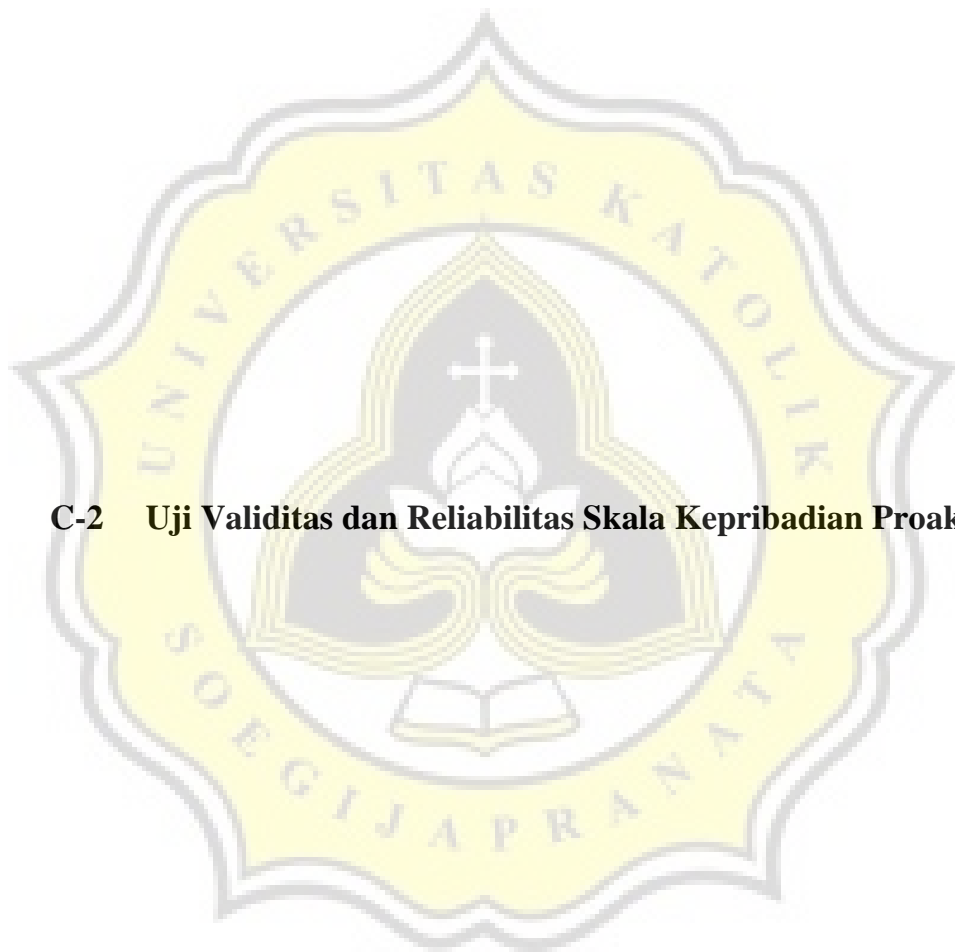 UNIVERSITAS KATOLIK
C-2 Uji Validitas dan Reliabilitas Skala Kepribadian Proak
SOEGIJAPRANATA